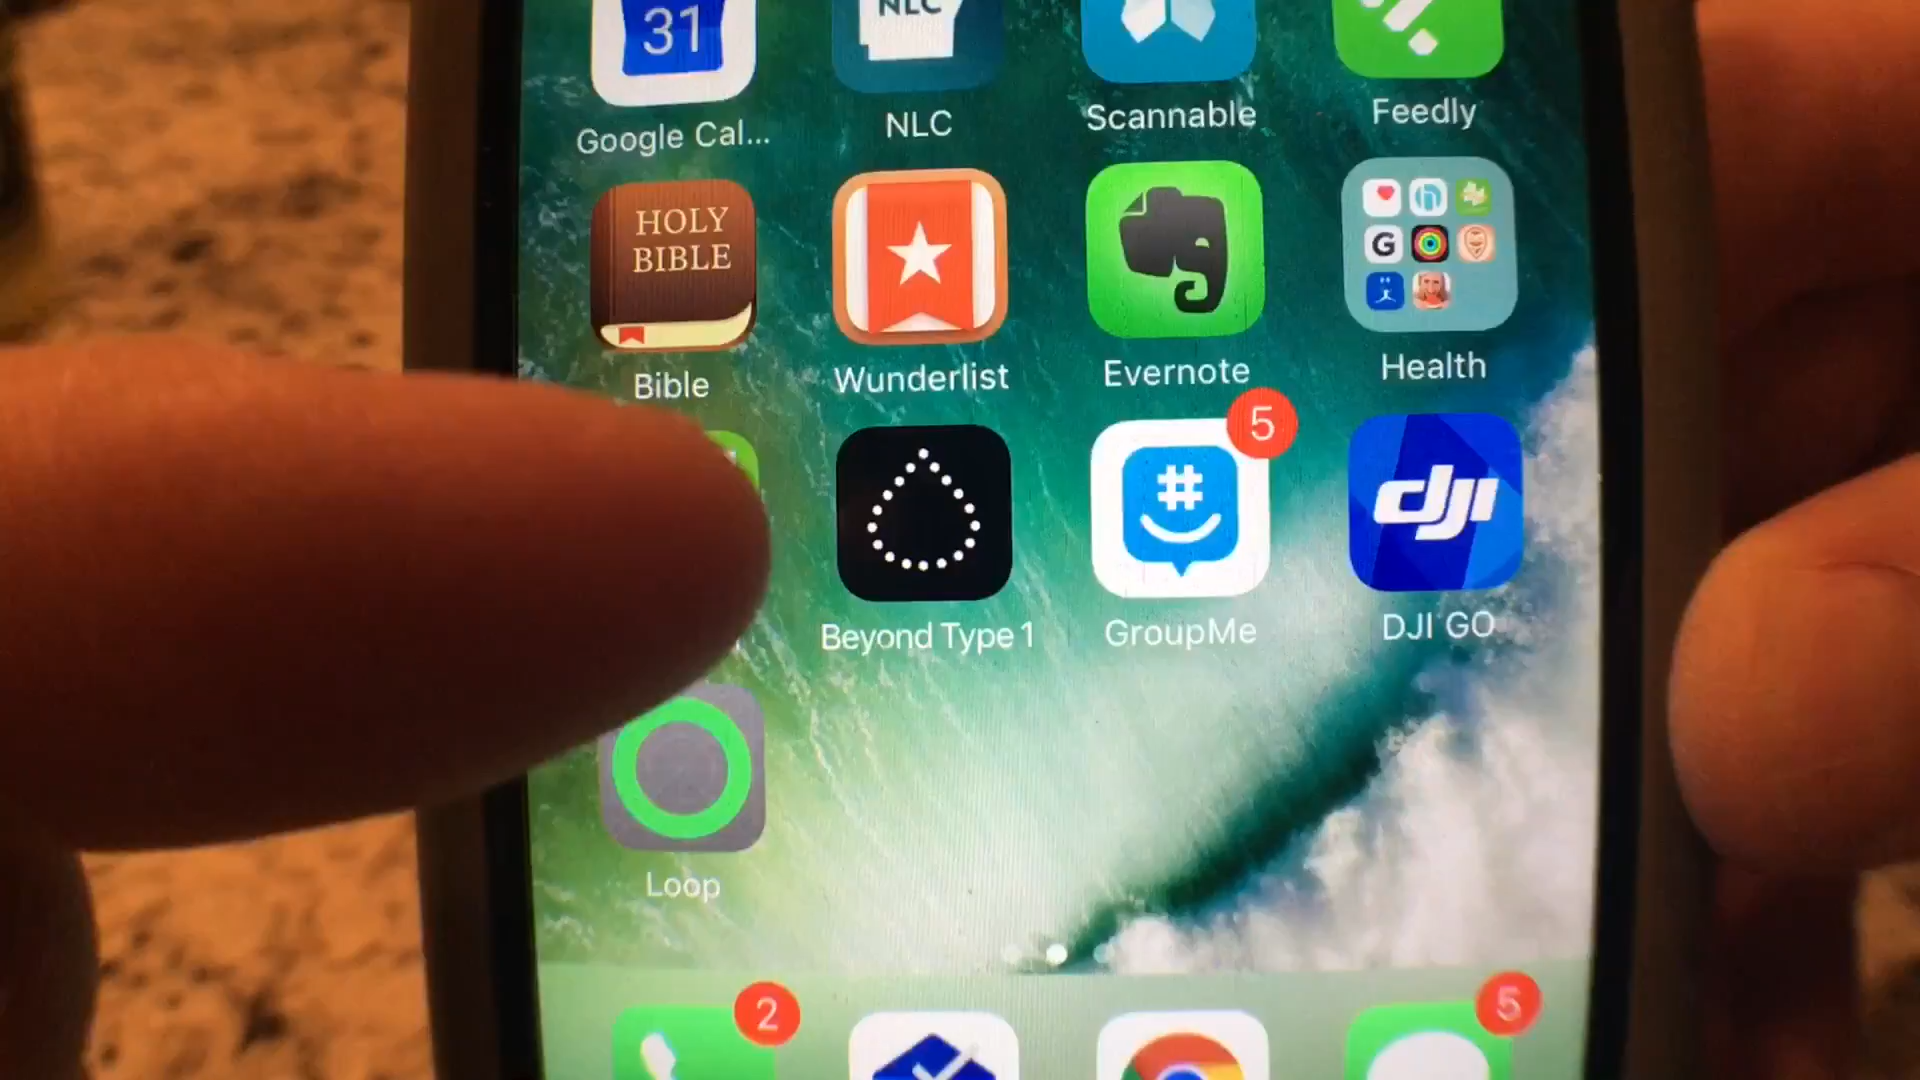 31
NLC
Google Cal...
NLC
Scannable
Feedly
HOLY
BIBLE
G
Bible
Wunderlist
Evernote
Health
5
#
dji
Beyond Type 1
GroupMe
DJI GO
Loop
2
5